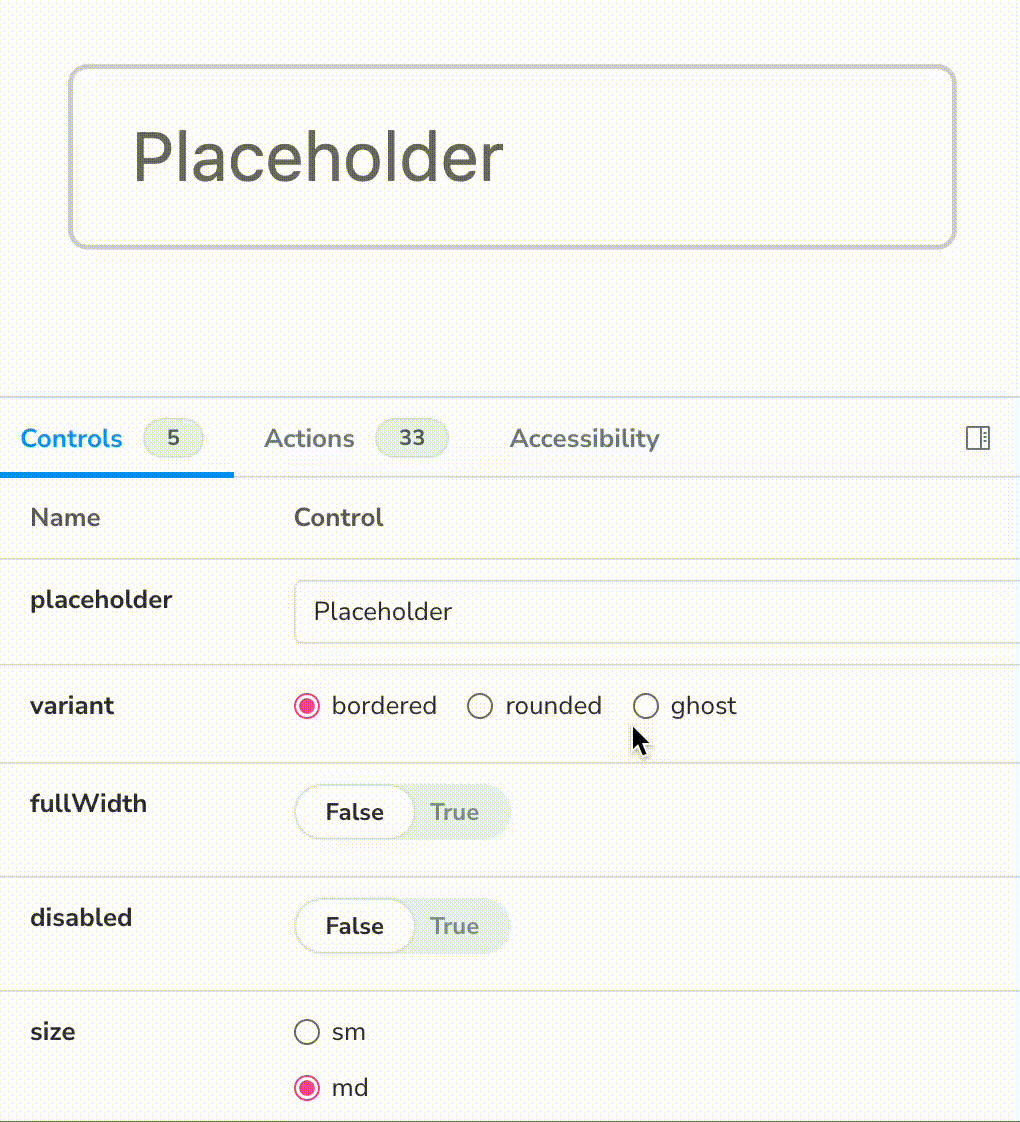 Placeholder
Controls 5 Actions 33 Accessibility
Name Control
placeholder Placeholder
variant bordered rounded ghost
fullWidth False True
disabled False True
size sm
md